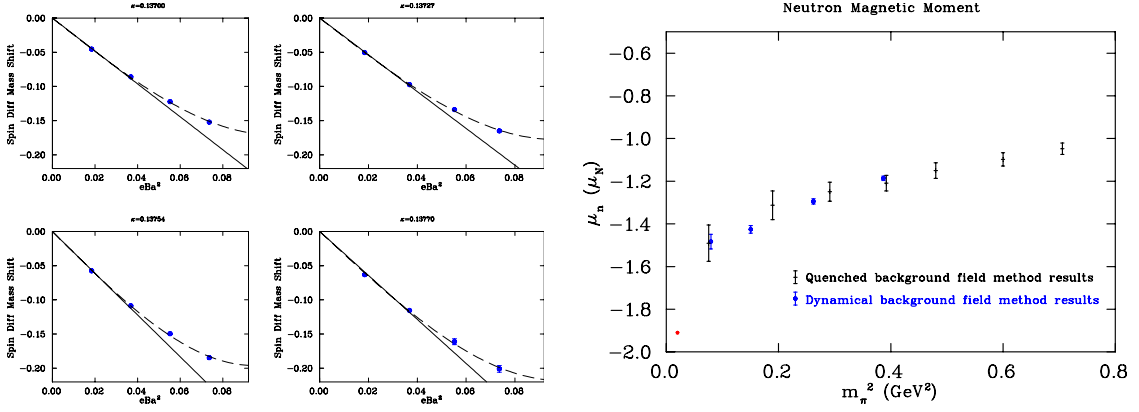 κ=0.13700
0.00
−0.05
−0.10
−0.15
−0.20
Spin Diff Mass Shift
0.00 0.02 0.04 0.06 0.08
eBa²
κ=0.13727
0.00
−0.05
−0.10
−0.15
−0.20
Spin Diff Mass Shift
0.00 0.02 0.04 0.06 0.08
eBa²
κ=0.13754
0.00
−0.05
−0.10
−0.15
−0.20
Spin Diff Mass Shift
0.00 0.02 0.04 0.06 0.08
eBa²
κ=0.13770
0.00
−0.05
−0.10
−0.15
−0.20
Spin Diff Mass Shift
0.00 0.02 0.04 0.06 0.08
eBa²
Neutron Magnetic Moment
−0.6
−0.8
−1.0
−1.2
−1.4
−1.6
−1.8
−2.0
μₙ (μ_N)
Quenched background field method results
Dynamical background field method results
0.0 0.2 0.4 0.6 0.8
m_π² (GeV²)